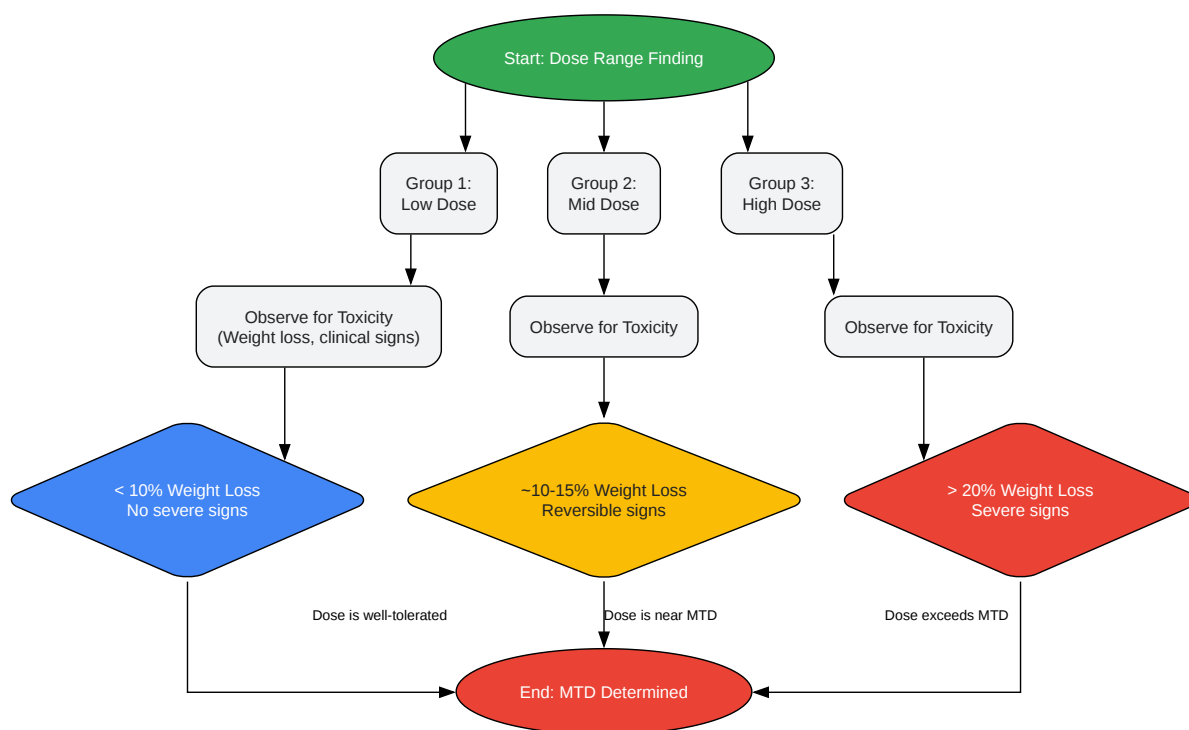 Start: Dose Range Finding
Group 1:
Low Dose
Group 2:
Mid Dose
Group 3:
High Dose
Observe for Toxicity
(Weight loss, clinical signs)
Observe for Toxicity
Observe for Toxicity
< 10% Weight Loss
No severe signs
~10-15% Weight Loss
Reversible signs
> 20% Weight Loss
Severe signs
Dose is well-tolerated
Dose is near MTD
Dose exceeds MTD
End: MTD Determined